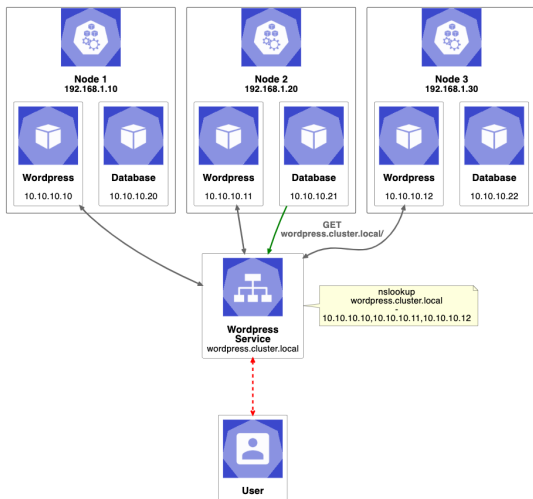 Node 1
192.168.1.10
Node 2
192.168.1.20
Node 3
192.168.1.30
Wordpress
10.10.10.10
Database
10.10.10.20
Wordpress
10.10.10.11
Database
10.10.10.21
Wordpress
10.10.10.12
Database
10.10.10.22
GET
wordpress.cluster.local/
Wordpress
Service
wordpress.cluster.local
nslookup
wordpress.cluster.local
-
10.10.10.10,10.10.10.11,10.10.10.12
User